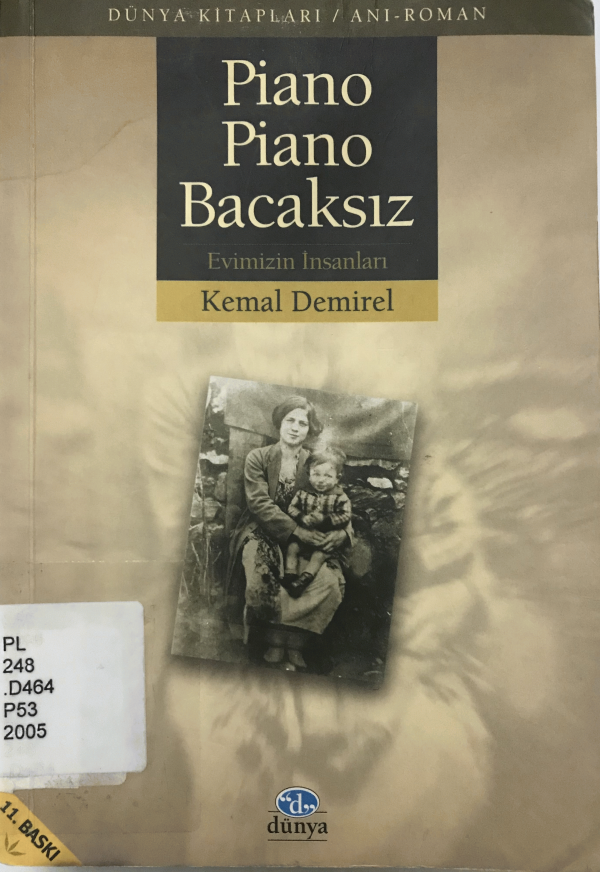 DÜNYA KİTAPLARI / ANI-ROMAN
Piano
Piano
Bacaksız
Evimizin İnsanları
Kemal Demirel
PL
248
.D464
P53
2005
11. BASKI
"d"
dünya